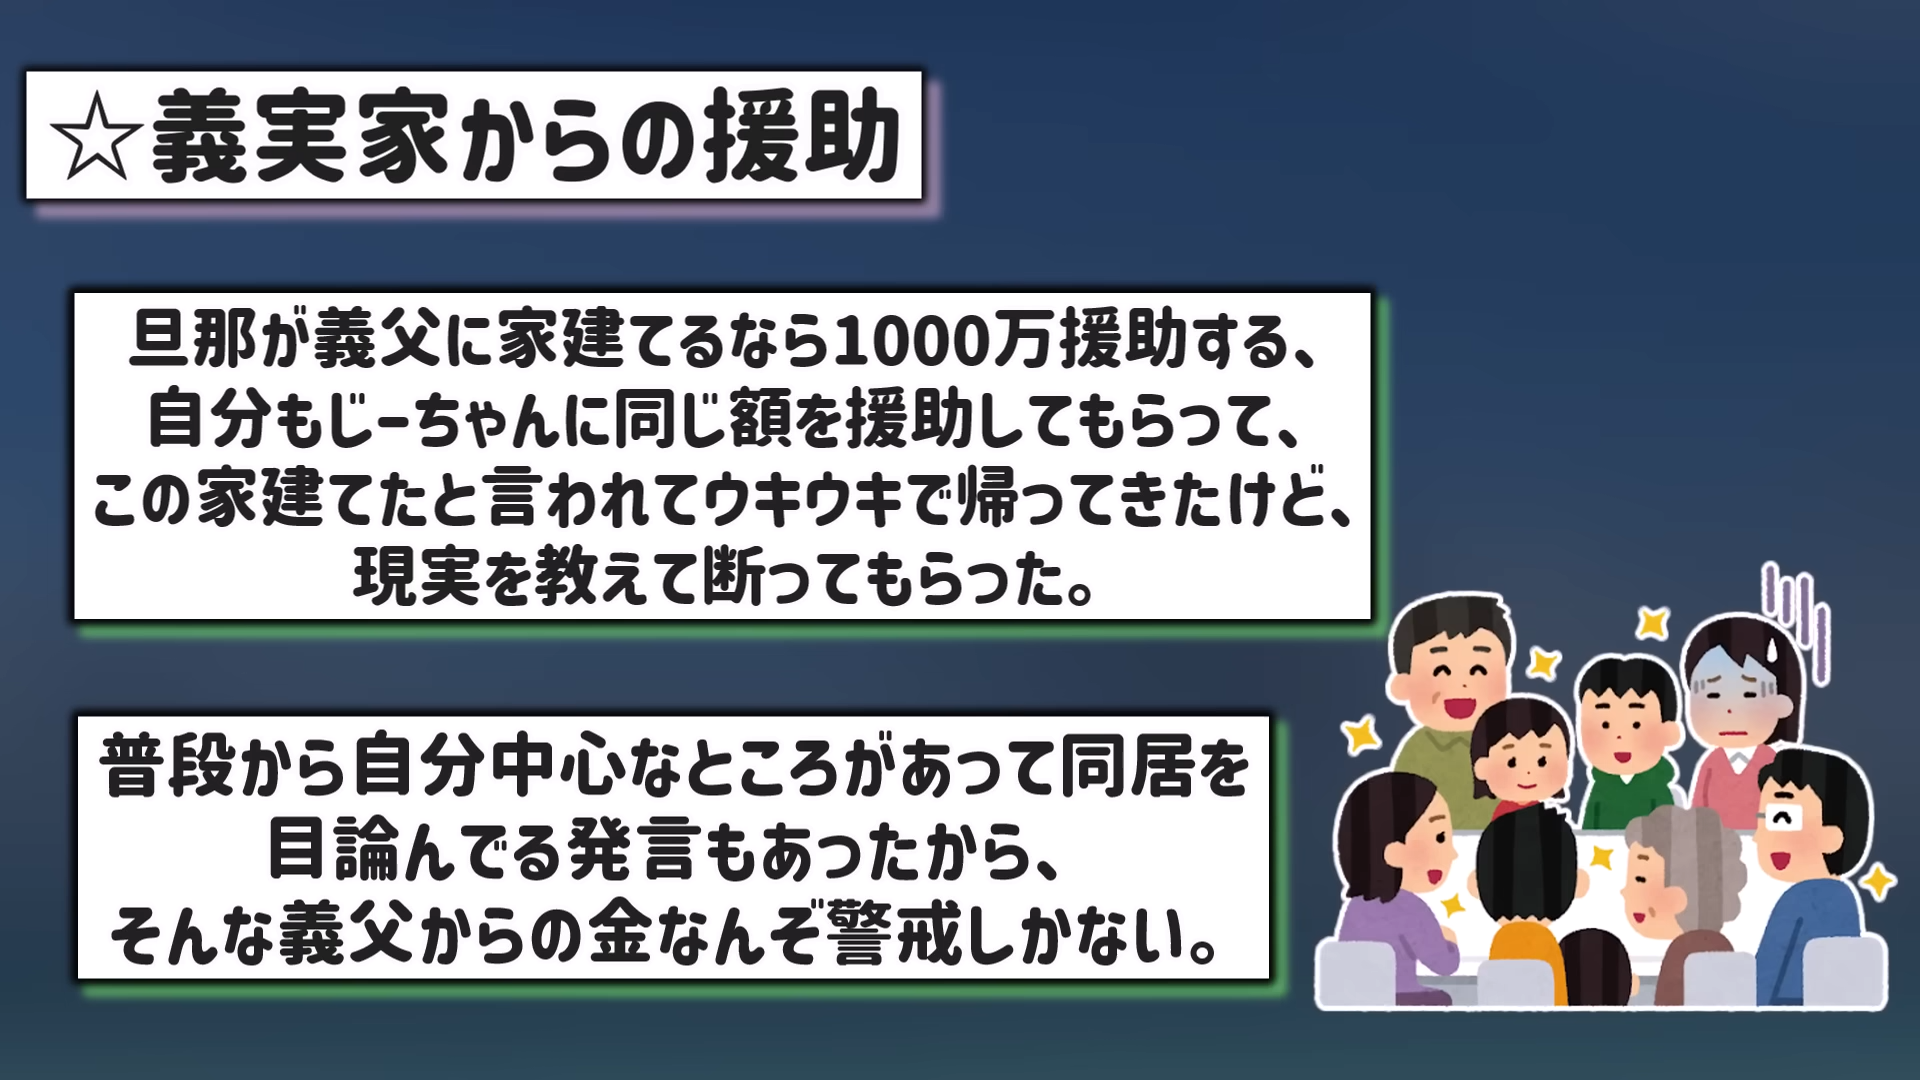 ☆義実家からの援助
旦那が義父に家建てるなら1000万援助する、
自分もじーちゃんに同じ額を援助してもらって、
この家建てたと言われてウキウキで帰ってきたけど、
現実を教えて断ってもらった。
普段から自分中心なところがあって同居を
目論んでる発言もあったから、
そんな義父からの金なんぞ警戒しかない。